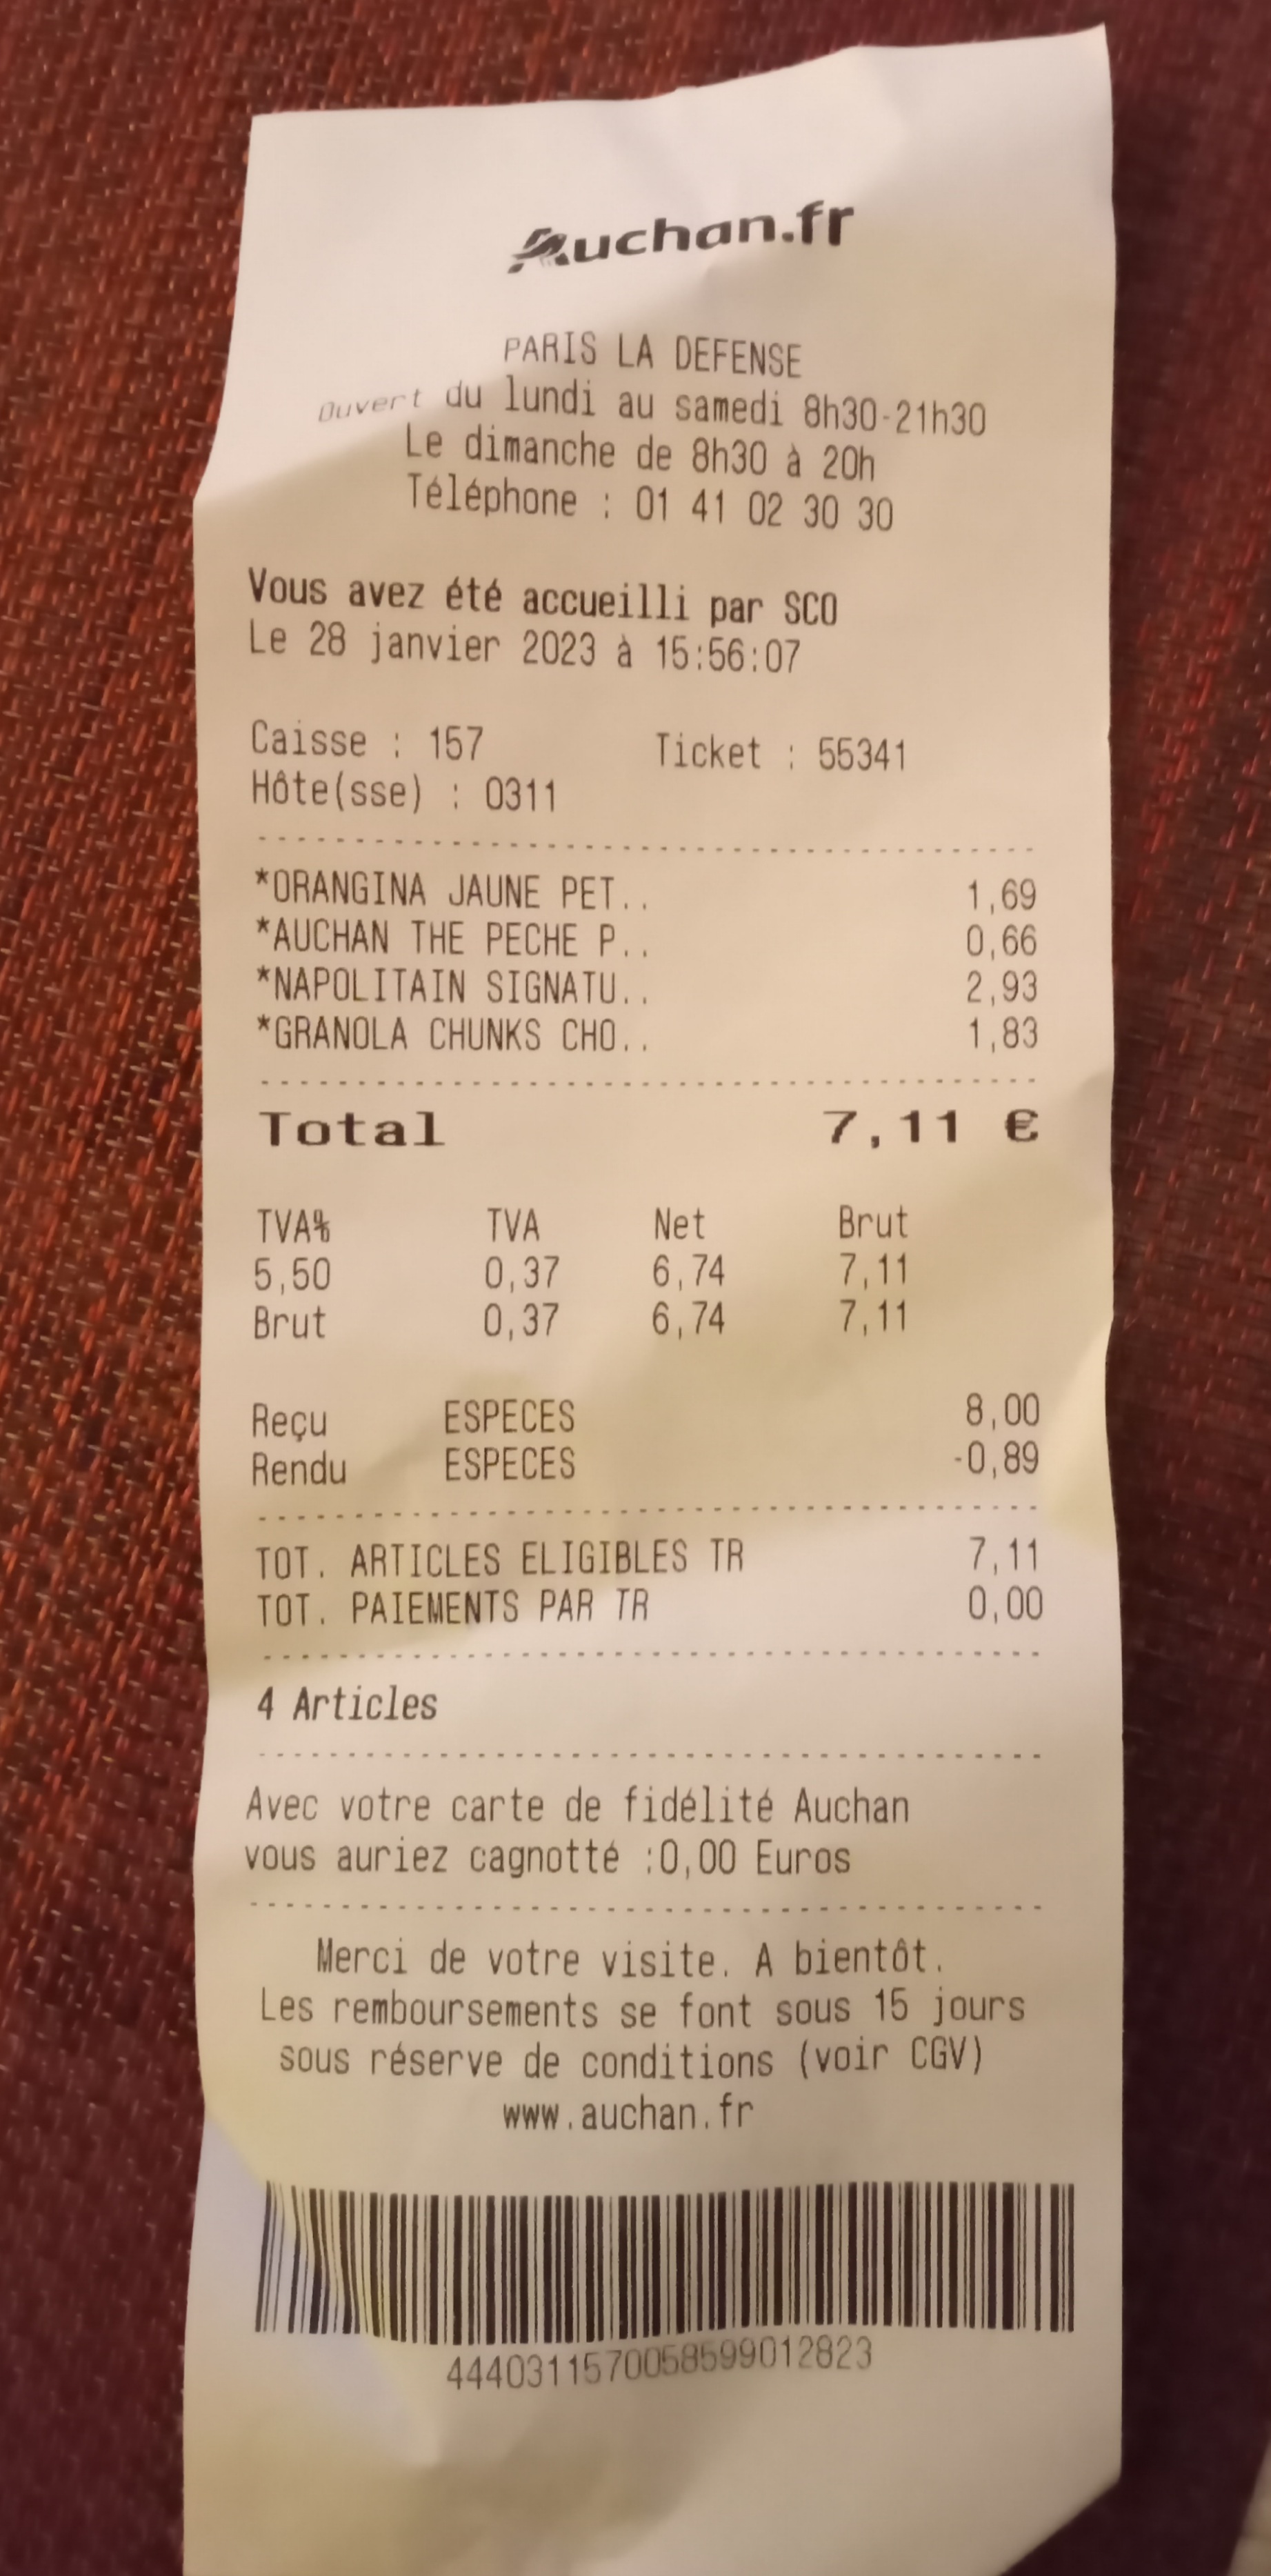 Auchan.fr
PARIS LA DEFENSE
Ouvert du lundi au samedi 8h30-21h30
Le dimanche de 8h30 à 20h
Téléphone : 01 41 02 30 30
Vous avez été accueilli par SCO
Le 28 janvier 2023 à 15:56:07
Caisse : 157 Ticket : 55341
Hôte(sse) : 0311
*ORANGINA JAUNE PET.. 1,69
*AUCHAN THE PECHE P.. 0,66
*NAPOLITAIN SIGNATU.. 2,93
*GRANOLA CHUNKS CHO.. 1,83
Total 7,11 €
TVA% TVA Net Brut
5,50 0,37 6,74 7,11
Brut 0,37 6,74 7,11
Reçu ESPECES 8,00
Rendu ESPECES -0,89
TOT. ARTICLES ELIGIBLES TR 7,11
TOT. PAIEMENTS PAR TR 0,00
4 Articles
Avec votre carte de fidélité Auchan
vous auriez cagnotté :0,00 Euros
Merci de votre visite. A bientôt.
Les remboursements se font sous 15 jours
sous réserve de conditions (voir CGV)
www.auchan.fr
4440311570058599012823